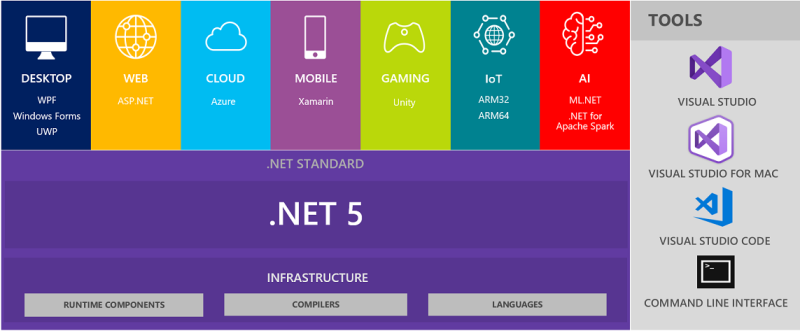 DESKTOP
WPF
Windows Forms
UWP
WEB
ASP.NET
CLOUD
Azure
MOBILE
Xamarin
GAMING
Unity
IoT
ARM32
ARM64
AI
ML.NET
.NET for
Apache Spark
.NET STANDARD
.NET 5
INFRASTRUCTURE
RUNTIME COMPONENTS
COMPILERS
LANGUAGES
TOOLS
VISUAL STUDIO
VISUAL STUDIO FOR MAC
VISUAL STUDIO CODE
>_
COMMAND LINE INTERFACE